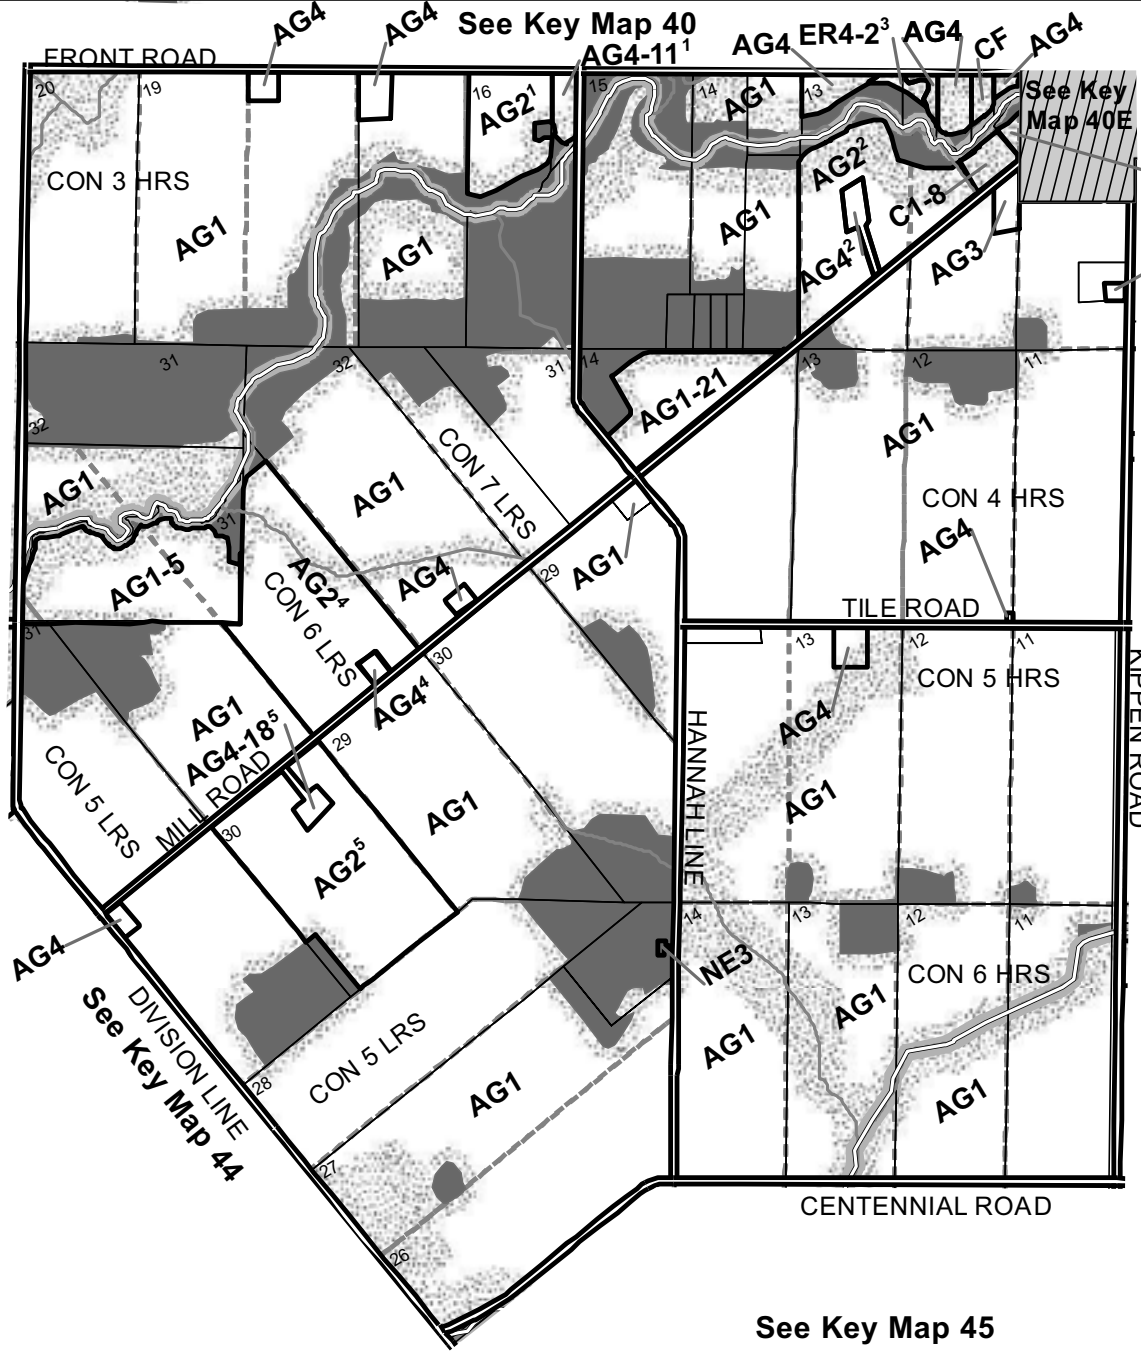 AG4
AG4
See Key Map 40
AG4-11¹
AG4
ER4-2³
AG4
CF
AG4
FRONT ROAD
20
19
16
15
14
13
AG2¹
AG1
See Key
Map 40E
CON 3 HRS
AG2²
C1-8
AG1
AG1
AG1
AG4²
AG3
31
32
31
14
13
12
11
AG1-21
32
AG1
CON 7 LRS
AG1
AG1
CON 4 HRS
31
AG4
AG1-5
AG2⁴
AG4
29
AG1
CON 6 LRS
TILE ROAD
31
30
13
12
11
CON 5 HRS
KIPPEN ROAD
AG1
AG4⁴
AG4
AG4-18⁵
29
HANNAH LINE
CON 5 LRS
MILL ROAD
30
AG1
AG1
AG2⁵
14
13
12
11
AG4
NE3
CON 6 HRS
DIVISION LINE
See Key Map 44
AG1
AG1
CON 5 LRS
28
AG1
AG1
27
CENTENNIAL ROAD
26
See Key Map 45